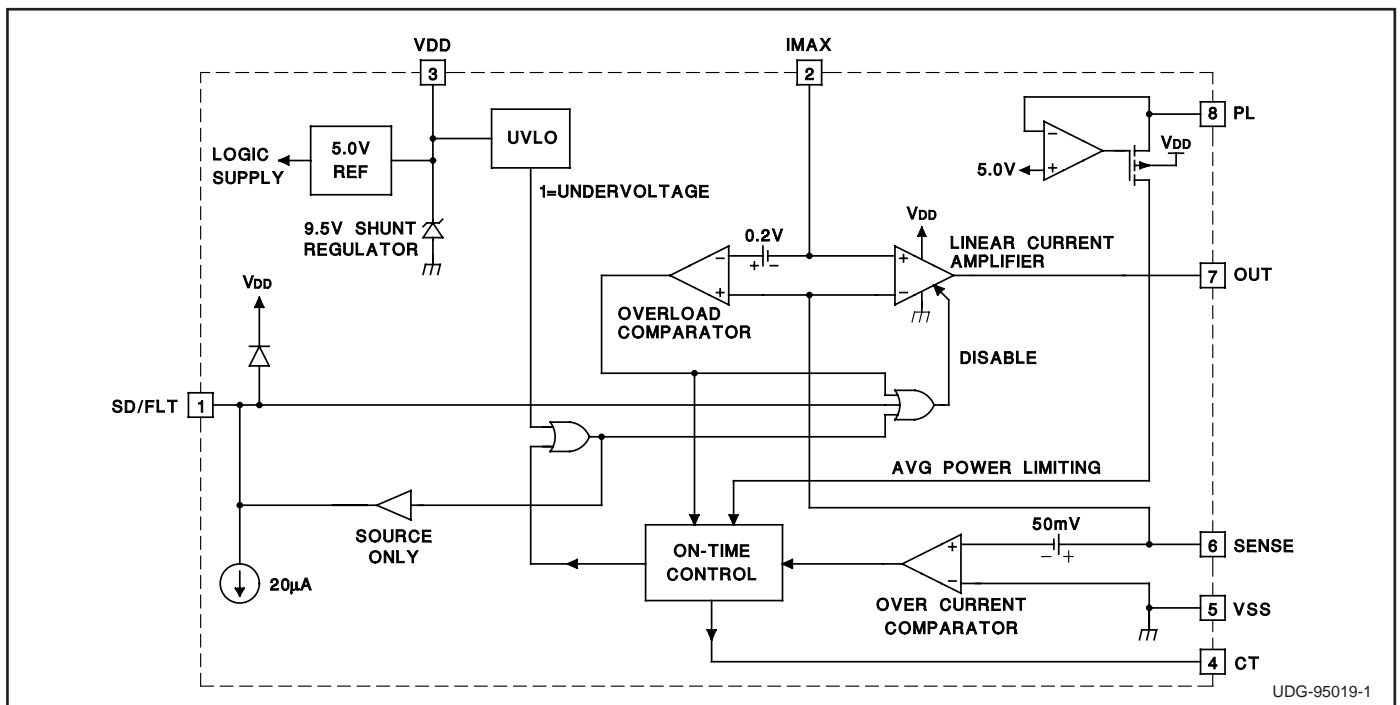 VDD
3
IMAX
2
8 PL
LOGIC
SUPPLY
5.0V
REF
UVLO
1=UNDERVOLTAGE
9.5V SHUNT
REGULATOR
−
+
5.0V
VDD
VDD
0.2V
+ −
−
+
+
−
LINEAR CURRENT
AMPLIFIER
7 OUT
OVERLOAD
COMPARATOR
VDD
DISABLE
SD/FLT 1
AVG POWER LIMITING
SOURCE
ONLY
20μA
ON-TIME
CONTROL
50mV
− +
+
−
6 SENSE
OVER CURRENT
COMPARATOR
5 VSS
4 CT
UDG-95019-1